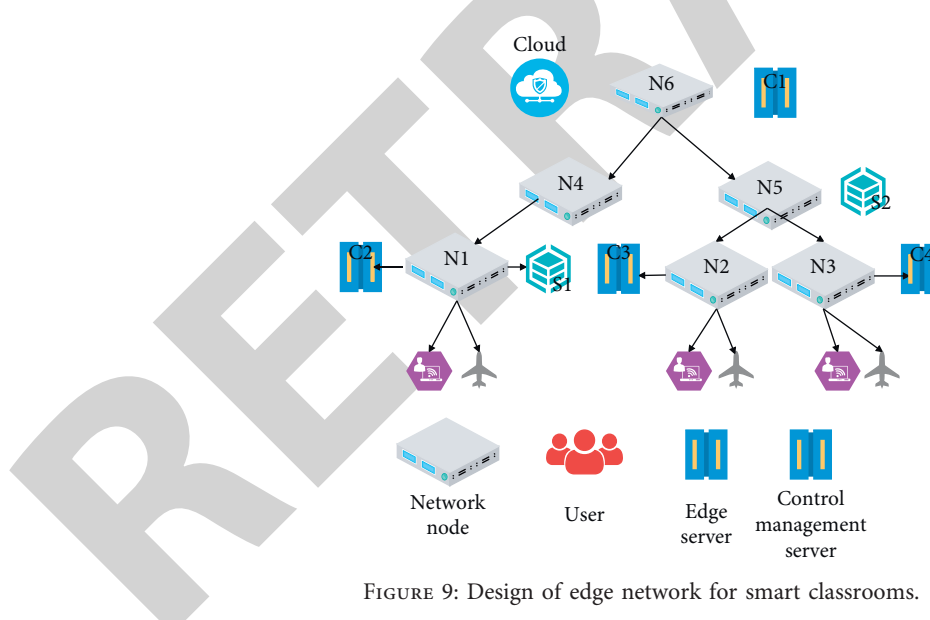 Cloud
N6
C1
N4
N5
S2
C2
N1
S1
C3
N2
N3
C4
Network
node
User
Edge
server
Control
management
server
FIGURE 9: Design of edge network for smart classrooms.
RETRA